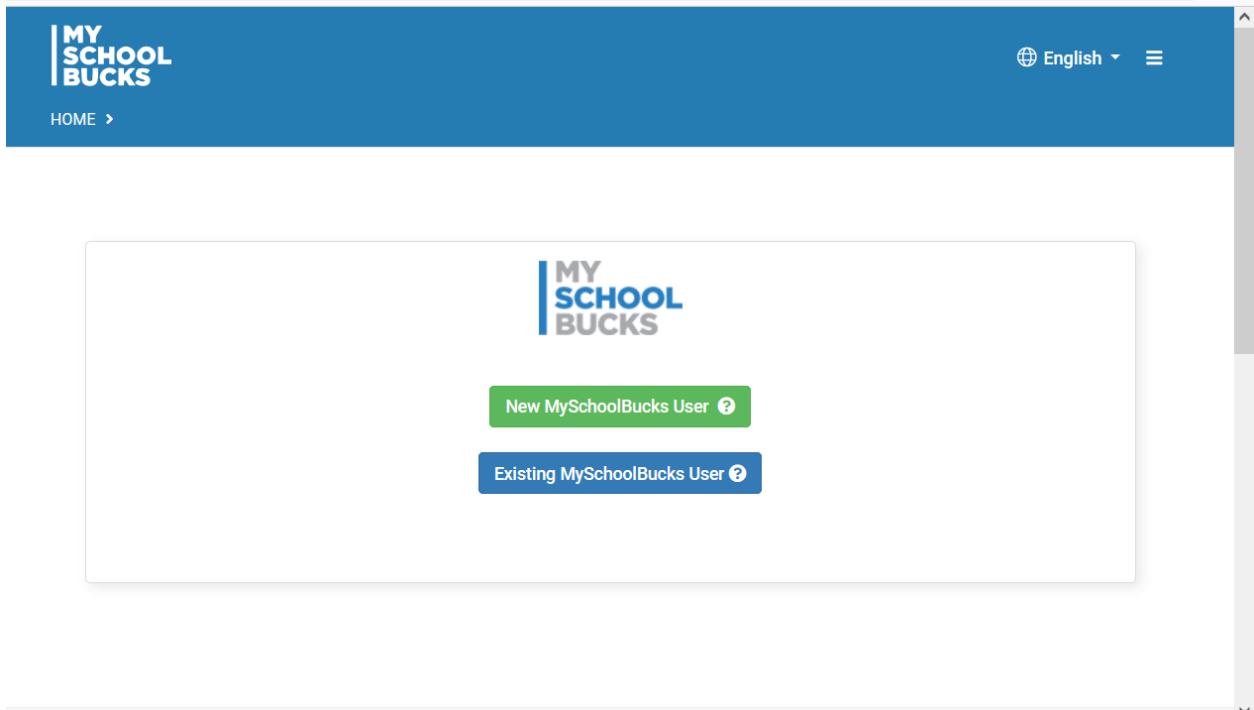 MY
SCHOOL
BUCKS
English
HOME
MY
SCHOOL
BUCKS
New MySchoolBucks User ?
Existing MySchoolBucks User ?